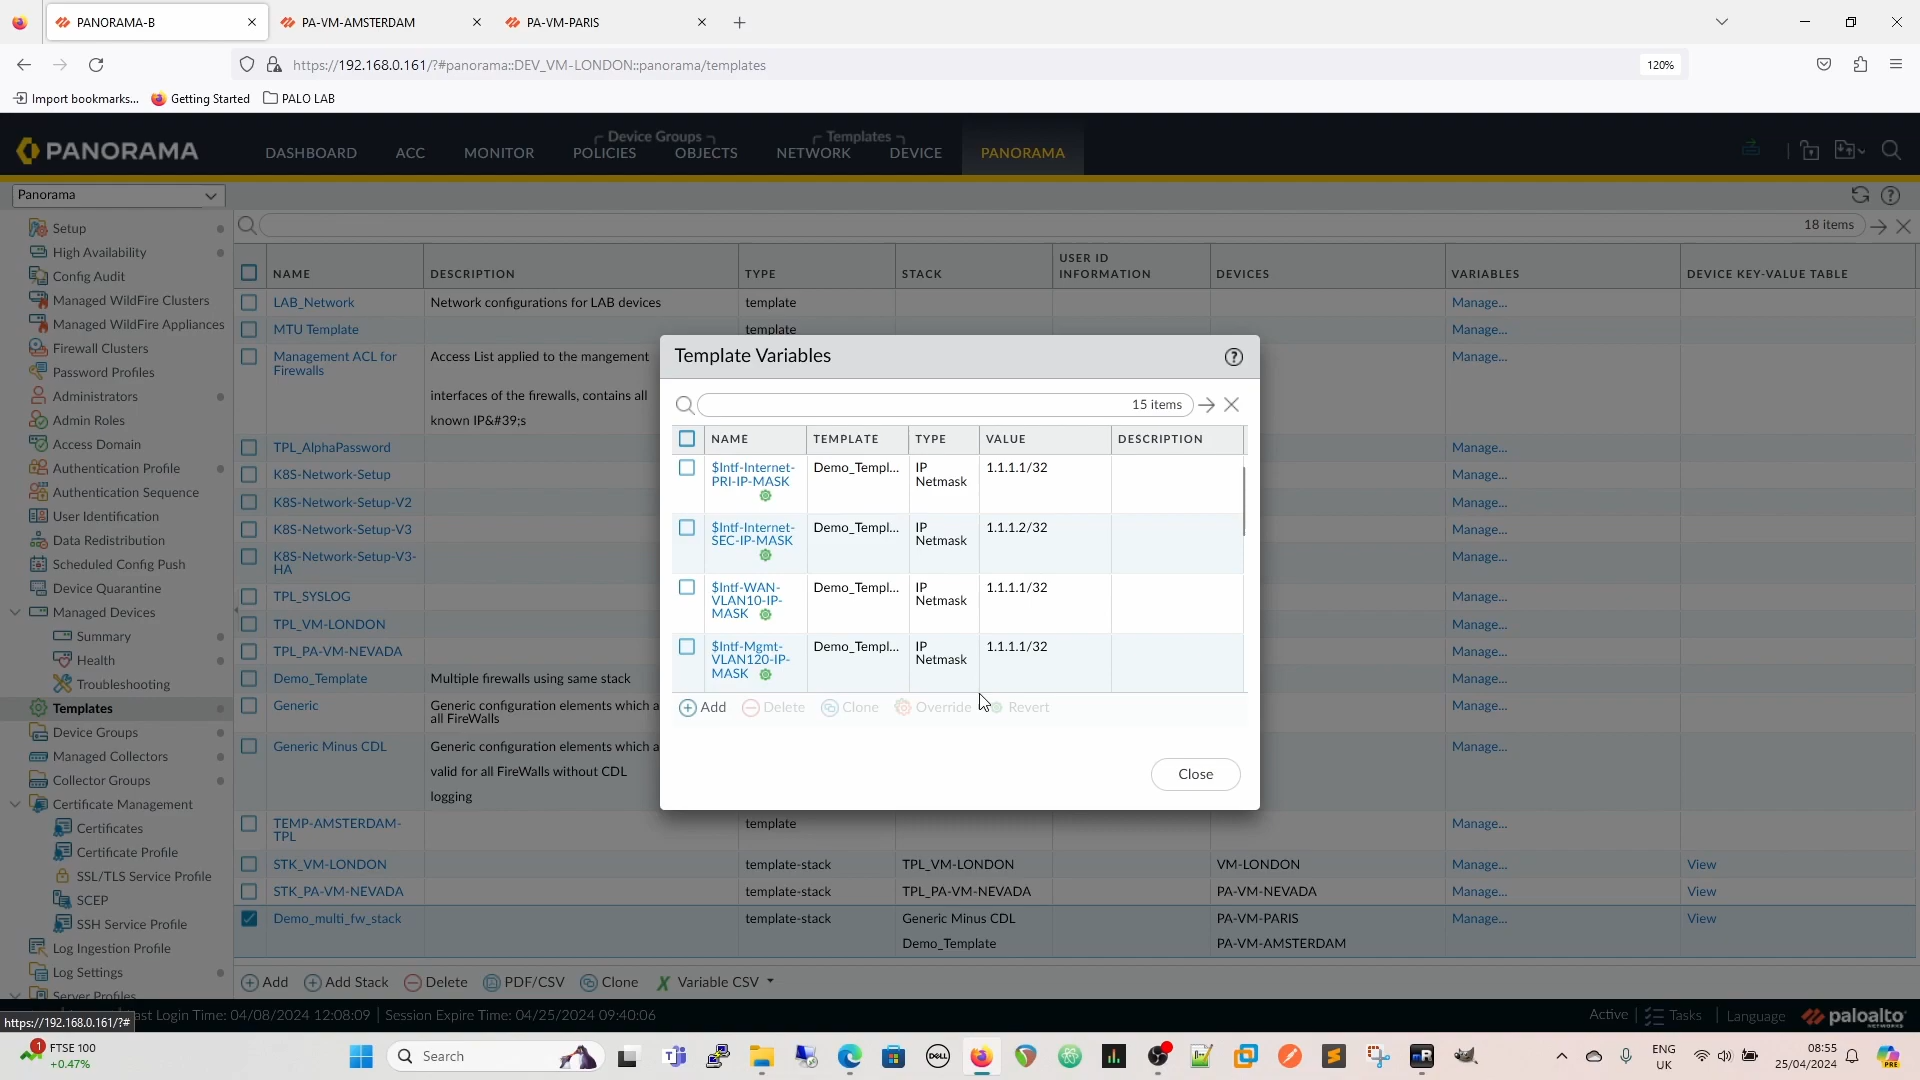 PANORAMA-B
PA-VM-AMSTERDAM
PA-VM-PARIS
https://192.168.0.161/?#panorama::DEV_VM-LONDON::panorama/templates
120%
Import bookmarks...
Getting Started
PALO LAB
PANORAMA
Device Groups
Templates
DASHBOARD
ACC
MONITOR
POLICIES
OBJECTS
NETWORK
DEVICE
PANORAMA
Panorama
Setup
High Availability
Config Audit
Managed WildFire Clusters
Managed WildFire Appliances
Firewall Clusters
Password Profiles
Administrators
Admin Roles
Access Domain
Authentication Profile
Authentication Sequence
User Identification
Data Redistribution
Scheduled Config Push
Device Quarantine
Managed Devices
Summary
Health
Troubleshooting
Templates
Device Groups
Managed Collectors
Collector Groups
Certificate Management
Certificates
Certificate Profile
SSL/TLS Service Profile
SCEP
SSH Service Profile
Log Ingestion Profile
Log Settings
Server Profiles
18 items
NAME
DESCRIPTION
TYPE
STACK
USER ID
INFORMATION
DEVICES
VARIABLES
DEVICE KEY-VALUE TABLE
LAB_Network
Network configurations for LAB devices
template
Manage...
MTU Template
template
Manage...
Management ACL for
Firewalls
Access List applied to the mangement
interfaces of the firewalls, contains all
known IP&#39;s
Manage...
TPL_AlphaPassword
Manage...
K8S-Network-Setup
Manage...
K8S-Network-Setup-V2
Manage...
K8S-Network-Setup-V3
Manage...
K8S-Network-Setup-V3-
HA
Manage...
TPL_SYSLOG
Manage...
TPL_VM-LONDON
Manage...
TPL_PA-VM-NEVADA
Manage...
Demo_Template
Multiple firewalls using same stack
Manage...
Generic
Generic configuration elements which a
all FireWalls
Manage...
Generic Minus CDL
Generic configuration elements which a
valid for all FireWalls without CDL
logging
Manage...
TEMP-AMSTERDAM-
TPL
template
Manage...
STK_VM-LONDON
template-stack
TPL_VM-LONDON
VM-LONDON
Manage...
View
STK_PA-VM-NEVADA
template-stack
TPL_PA-VM-NEVADA
PA-VM-NEVADA
Manage...
View
Demo_multi_fw_stack
template-stack
Generic Minus CDL
Demo_Template
PA-VM-PARIS
PA-VM-AMSTERDAM
Manage...
View
Template Variables
15 items
NAME
TEMPLATE
TYPE
VALUE
DESCRIPTION
$Intf-Internet-
PRI-IP-MASK
Demo_Templ...
IP
Netmask
1.1.1.1/32
$Intf-Internet-
SEC-IP-MASK
Demo_Templ...
IP
Netmask
1.1.1.2/32
$Intf-WAN-
VLAN10-IP-
MASK
Demo_Templ...
IP
Netmask
1.1.1.1/32
$Intf-Mgmt-
VLAN120-IP-
MASK
Demo_Templ...
IP
Netmask
1.1.1.1/32
Add
Delete
Clone
Override
Revert
Close
Add
Add Stack
Delete
PDF/CSV
Clone
Variable CSV
https://192.168.0.161/?#
ast Login Time: 04/08/2024 12:08:09
Session Expire Time: 04/25/2024 09:40:06
Active
Tasks
Language
paloalto
NETWORKS
1
FTSE 100
+0.47%
Search
DELL
ENG
UK
08:55
25/04/2024
PRE